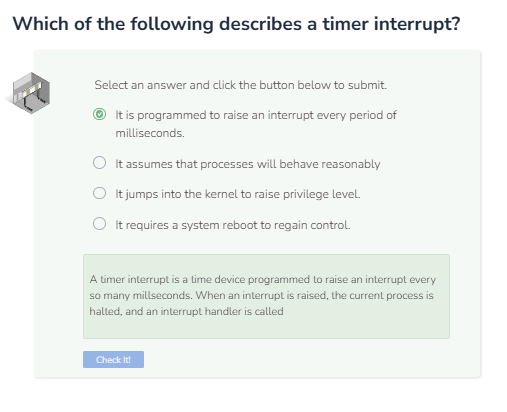 Which of the following describes a timer interrupt?
Select an answer and click the button below to submit.
It is programmed to raise an interrupt every period of
milliseconds.
It assumes that processes will behave reasonably
It jumps into the kernel to raise privilege level.
It requires a system reboot to regain control.
A timer interrupt is a time device programmed to raise an interrupt every
so many millseconds. When an interrupt is raised, the current process is
halted, and an interrupt handler is called
Check It!